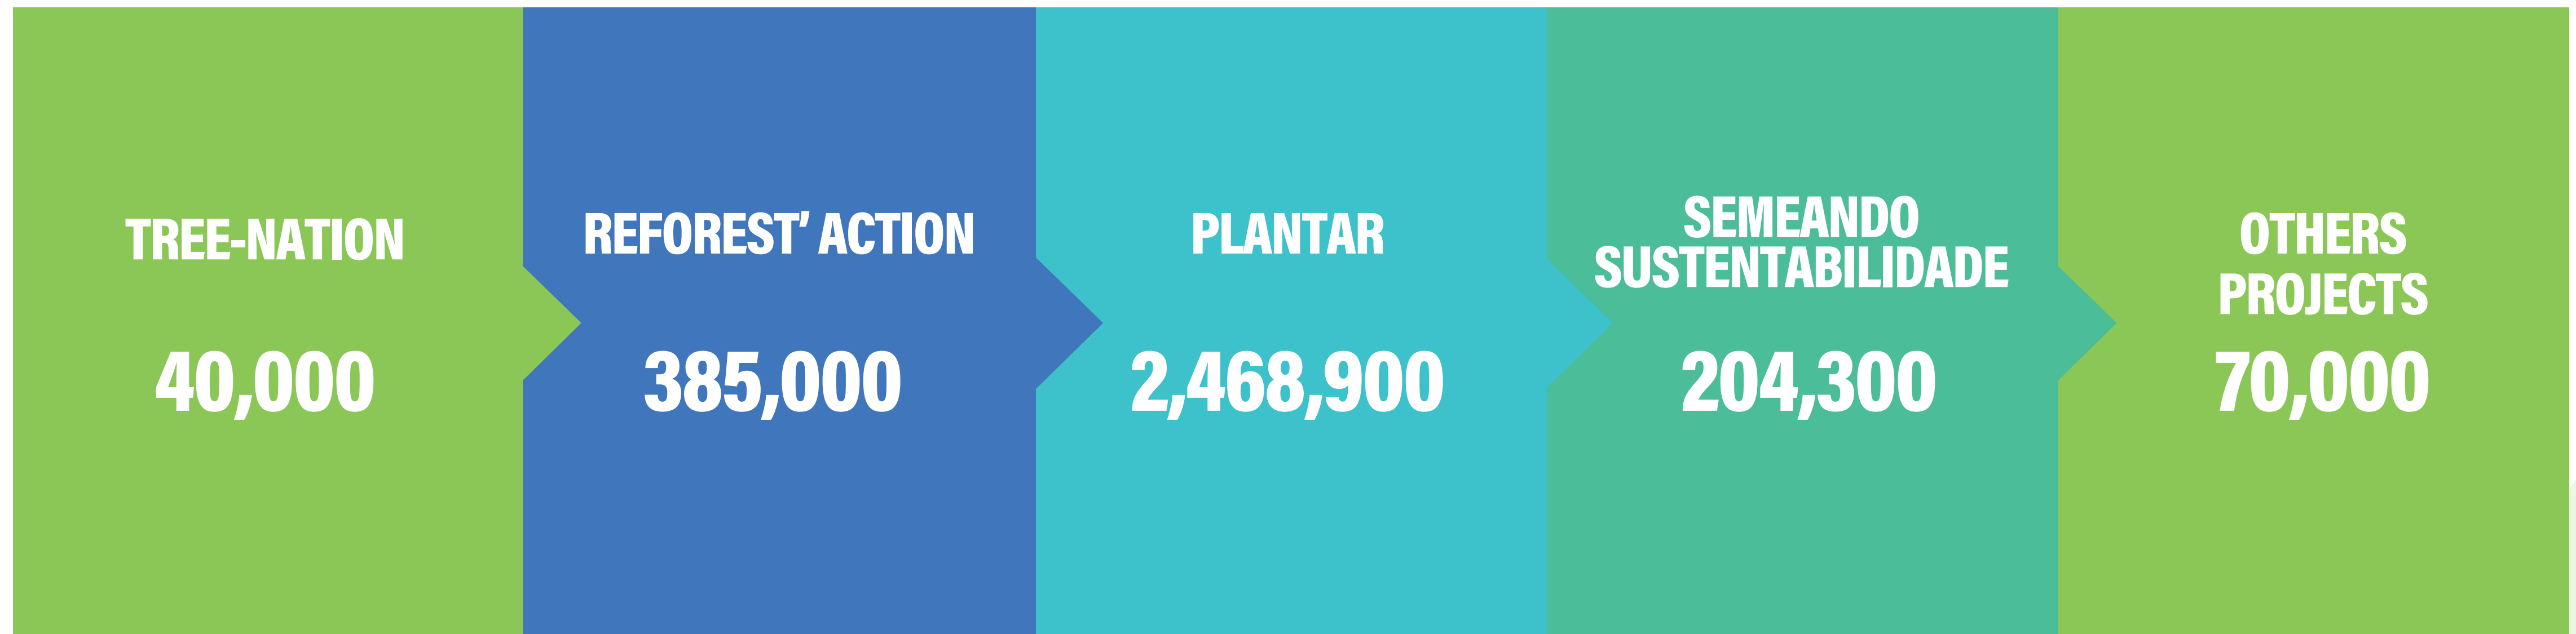 TREE-NATION
40,000
REFOREST’ ACTION
385,000
PLANTAR
2,468,900
SEMEANDO
SUSTENTABILIDADE
204,300
OTHERS
PROJECTS
70,000